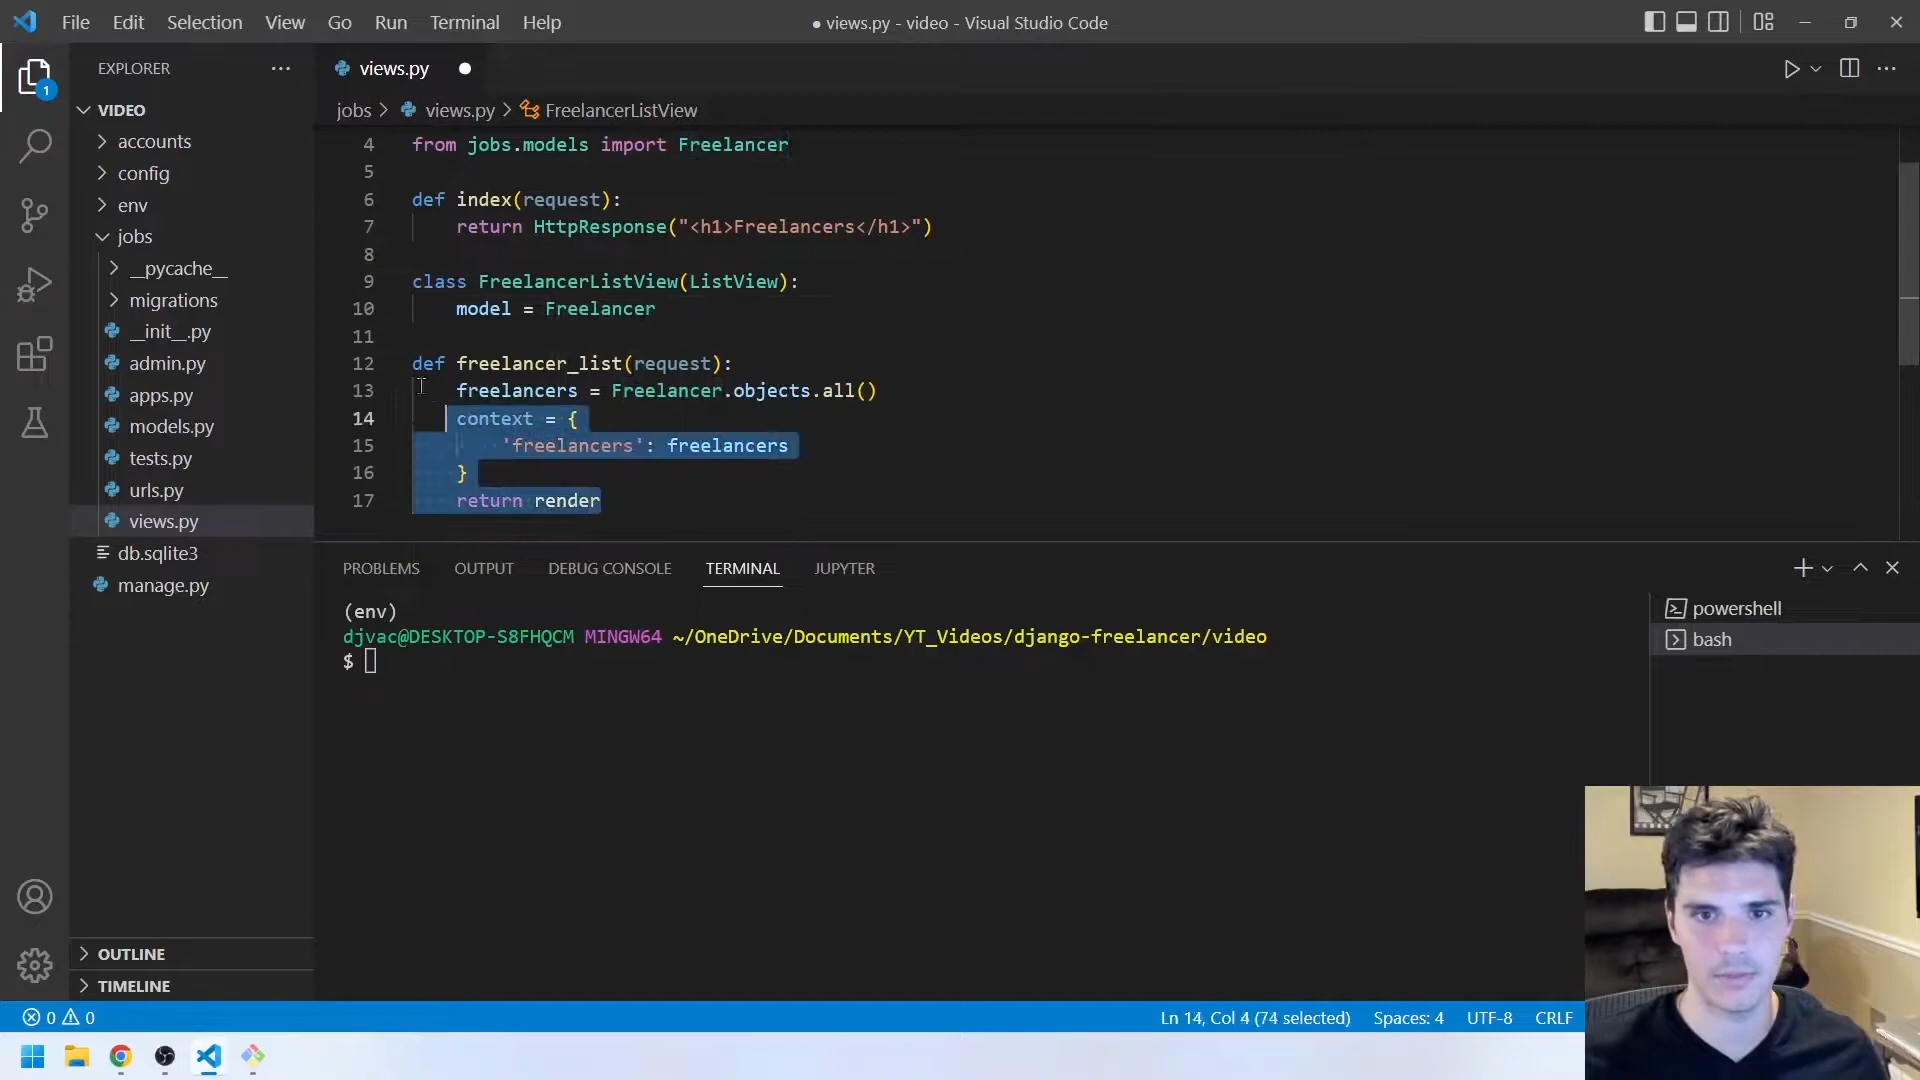 File Edit Selection View Go Run Terminal Help
● views.py - video - Visual Studio Code
EXPLORER
1
VIDEO
accounts
config
env
jobs
__pycache__
migrations
__init__.py
admin.py
apps.py
models.py
tests.py
urls.py
views.py
db.sqlite3
manage.py
OUTLINE
TIMELINE
views.py
jobs > views.py > FreelancerListView
4 from jobs.models import Freelancer
5
6 def index(request):
7 return HttpResponse("<h1>Freelancers</h1>")
8
9 class FreelancerListView(ListView):
10 model = Freelancer
11
12 def freelancer_list(request):
13 freelancers = Freelancer.objects.all()
14 context = {
15 'freelancers': freelancers
16 }
17 return render
PROBLEMS OUTPUT DEBUG CONSOLE TERMINAL JUPYTER
(env)
djvac@DESKTOP-S8FHQCM MINGW64 ~/OneDrive/Documents/YT_Videos/django-freelancer/video
$
powershell
bash
0 0
Ln 14, Col 4 (74 selected) Spaces: 4 UTF-8 CRLF